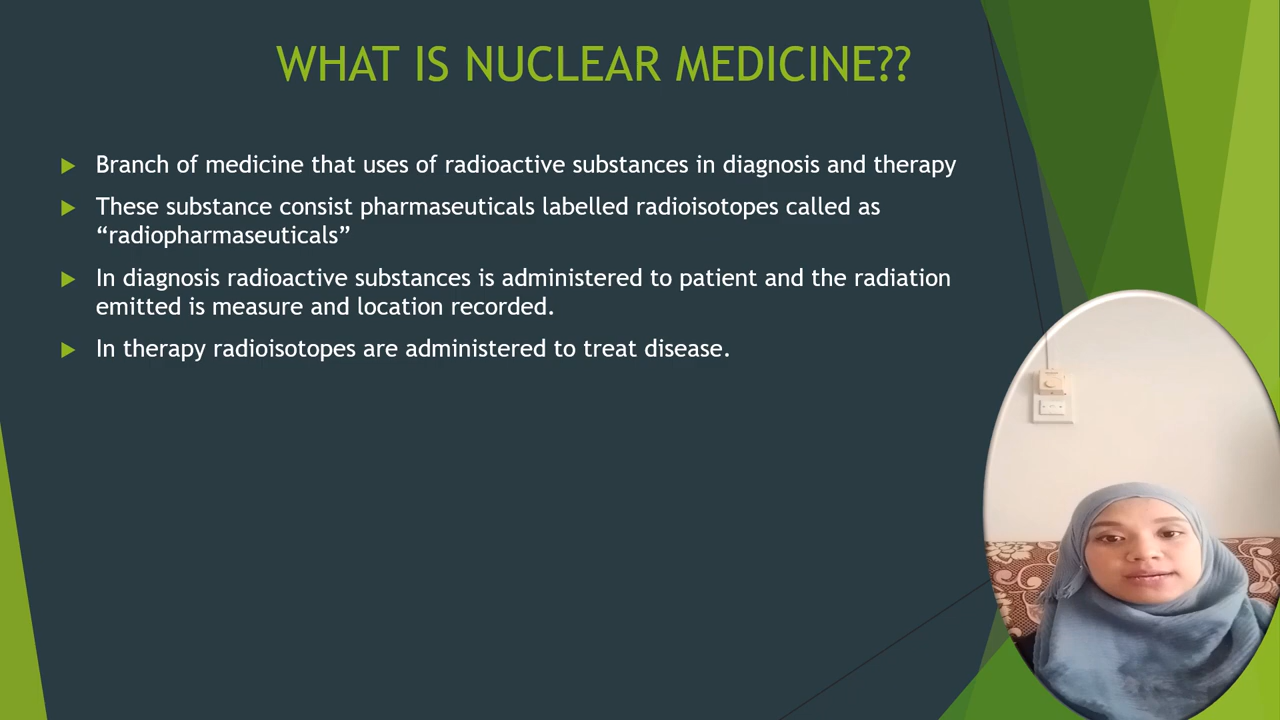 WHAT IS NUCLEAR MEDICINE??
Branch of medicine that uses of radioactive substances in diagnosis and therapy
These substance consist pharmaseuticals labelled radioisotopes called as
“radiopharmaseuticals”
In diagnosis radioactive substances is administered to patient and the radiation
emitted is measure and location recorded.
In therapy radioisotopes are administered to treat disease.